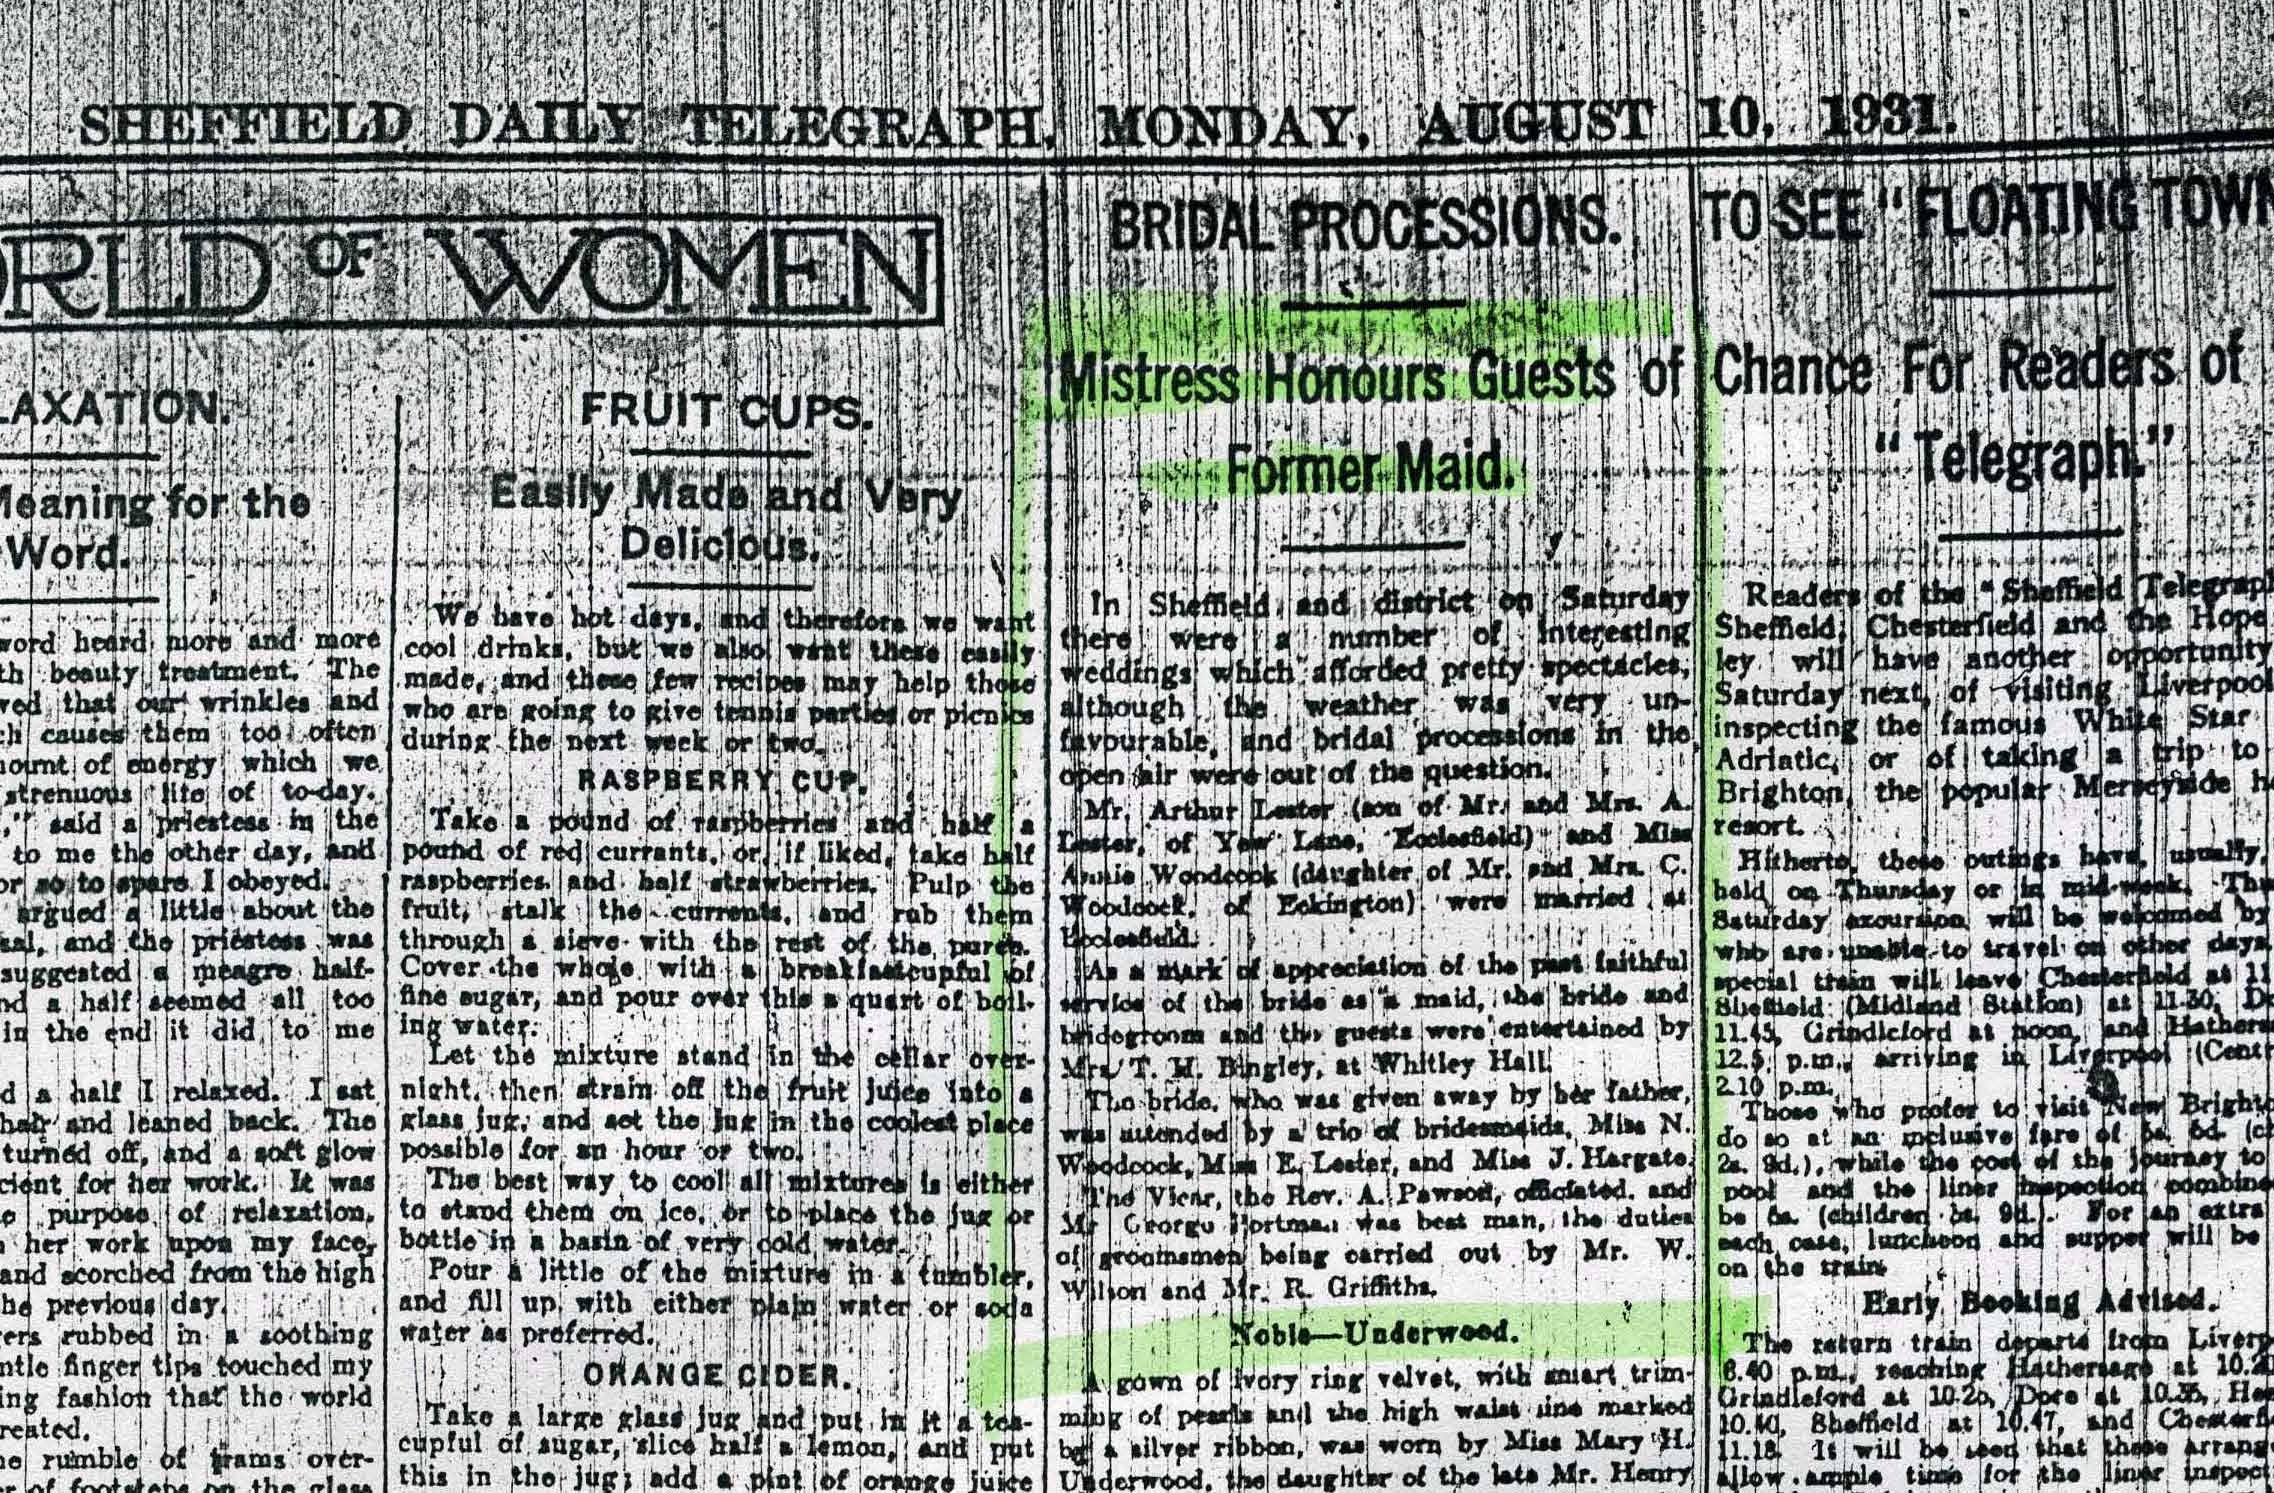 SHEFFIELD DAILY TELEGRAPH, MONDAY, AUGUST 10, 1931.
ORLD OF WOMEN
LAXATION.
Meaning for the
Word.
word heard more and more
th beauty treatment. The
ved that our wrinkles and
ch causes them too often
mount of energy which we
strenuous life of to-day.
," said a priestess in the
to me the other day, and
or so to spare I obeyed.
argued a little about the
sal, and the priestess was
suggested a meagre half-
nd a half seemed all too
in the end it did to me
d a half I relaxed. I sat
hair and leaned back. The
turned off, and a soft glow
cient for her work. It was
e purpose of relaxation,
her work upon my face,
and scorched from the high
he previous day.
ers rubbed in a soothing
ntle finger tips touched my
ing fashion that the world
reated.
he rumble of trams over-
r of footsteps on the glass
FRUIT CUPS.
Easily Made and Very
Delicious.
We have hot days, and therefore we want
cool drinks, but we also want these easily
made, and these few recipes may help those
who are going to give tennis parties or picnics
during the next week or two.
RASPBERRY CUP.
Take a pound of raspberries and half a
pound of red currants, or, if liked, take half
raspberries and half strawberries. Pulp the
fruit, stalk the currents, and rub them
through a sieve with the rest of the puree.
Cover the whole with a breakfastcupful of
fine sugar, and pour over this a quart of boil-
ing water.
Let the mixture stand in the cellar over-
night, then strain off the fruit juice into a
glass jug, and set the jug in the coolest place
possible for an hour or two.
The best way to cool all mixtures is either
to stand them on ice, or to place the jug or
bottle in a basin of very cold water.
Pour a little of the mixture in a tumbler,
and fill up with either plain water or soda
water as preferred.
ORANGE CIDER.
Take a large glass jug and put in it a tea-
cupful of sugar, slice half a lemon, and put
this in the jug; add a pint of orange juice
BRIDAL PROCESSIONS.
Mistress Honours Guests of
Former Maid.
In Sheffield and district on Saturday
there were a number of interesting
weddings which afforded pretty spectacles,
although the weather was very un-
favourable, and bridal processions in the
open air were out of the question.
Mr. Arthur Lester (son of Mr. and Mrs. A.
Lester, of Yew Lane, Ecclesfield) and Miss
Annie Woodcock (daughter of Mr. and Mrs. C.
Woodcock, of Eckington) were married at
Ecclesfield.
As a mark of appreciation of the past faithful
service of the bride as a maid, the bride and
bridegroom and the guests were entertained by
Mrs. T. H. Bingley, at Whitley Hall.
The bride, who was given away by her father,
was attended by a trio of bridesmaids, Miss N.
Woodcock, Miss E. Lester, and Miss J. Hargate.
The Vicar, the Rev. A. Pawson, officiated, and
Mr George Hortman was best man, the duties
of groomsmen being carried out by Mr. W.
Wilson and Mr. R. Griffiths.
Noble—Underwood.
A gown of ivory ring velvet, with smart trim-
ming of pearls and the high waist line marked
by a silver ribbon, was worn by Miss Mary H.
Underwood, the daughter of the late Mr. Henry
TO SEE "FLOATING TOWN
Chance For Readers of
"Telegraph."
Readers of the "Sheffield Telegraph
Sheffield, Chesterfield and the Hope
ley will have another opportunity
Saturday next, of visiting Liverpool
inspecting the famous White Star
Adriatic, or of taking a trip to
Brighton, the popular Merseyside
resort.
Hitherto, these outings have, usually,
held on Thursday or in mid-week. Thu
Saturday excursion will be welcomed by
who are unable to travel on other days.
special train will leave Chesterfield at 11
Sheffield (Midland Station) at 11.30, Do
11.45, Grindleford at noon, and Hathers
12.5 p.m., arriving in Liverpool (Centr
2.10 p.m.
Those who prefer to visit New Brighto
do so at an inclusive fare of 5s. 6d. (ch
2s. 9d.), while the cost of the journey to
pool and the liner inspection combine
be 6s. (children 3s. 9d.). For an extra
each case, luncheon and supper will be
on the train.
Early Booking Advised.
The return train departs from Liverp
8.40 p.m., reaching Hathersage at
Grindleford at 10.25, Dore at 10.35, Hee
10.40, Sheffield at 10.47, and Chesterfi
11.18. It will be seen that these arrang
allow ample time for the liner inspect